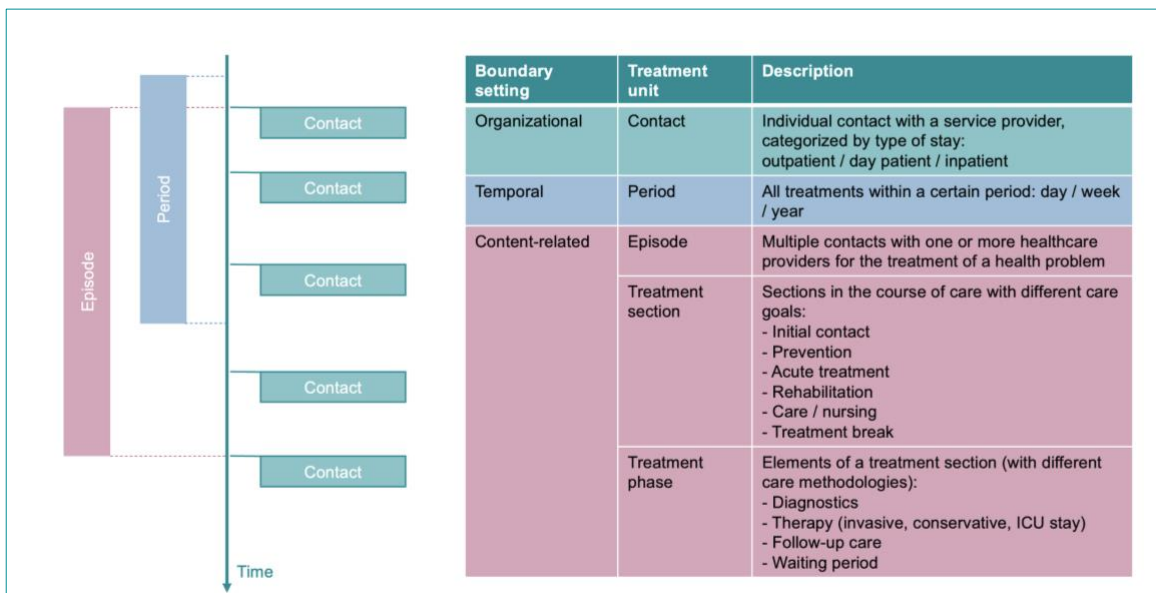 Episode
Period
Contact
Contact
Contact
Contact
Contact
Time
Boundary
setting
Treatment
unit
Description
Organizational
Contact
Individual contact with a service provider,
categorized by type of stay:
outpatient / day patient / inpatient
Temporal
Period
All treatments within a certain period: day / week
/ year
Content-related
Episode
Multiple contacts with one or more healthcare
providers for the treatment of a health problem
Treatment
section
Sections in the course of care with different care
goals:
- Initial contact
- Prevention
- Acute treatment
- Rehabilitation
- Care / nursing
- Treatment break
Treatment
phase
Elements of a treatment section (with different
care methodologies):
- Diagnostics
- Therapy (invasive, conservative, ICU stay)
- Follow-up care
- Waiting period